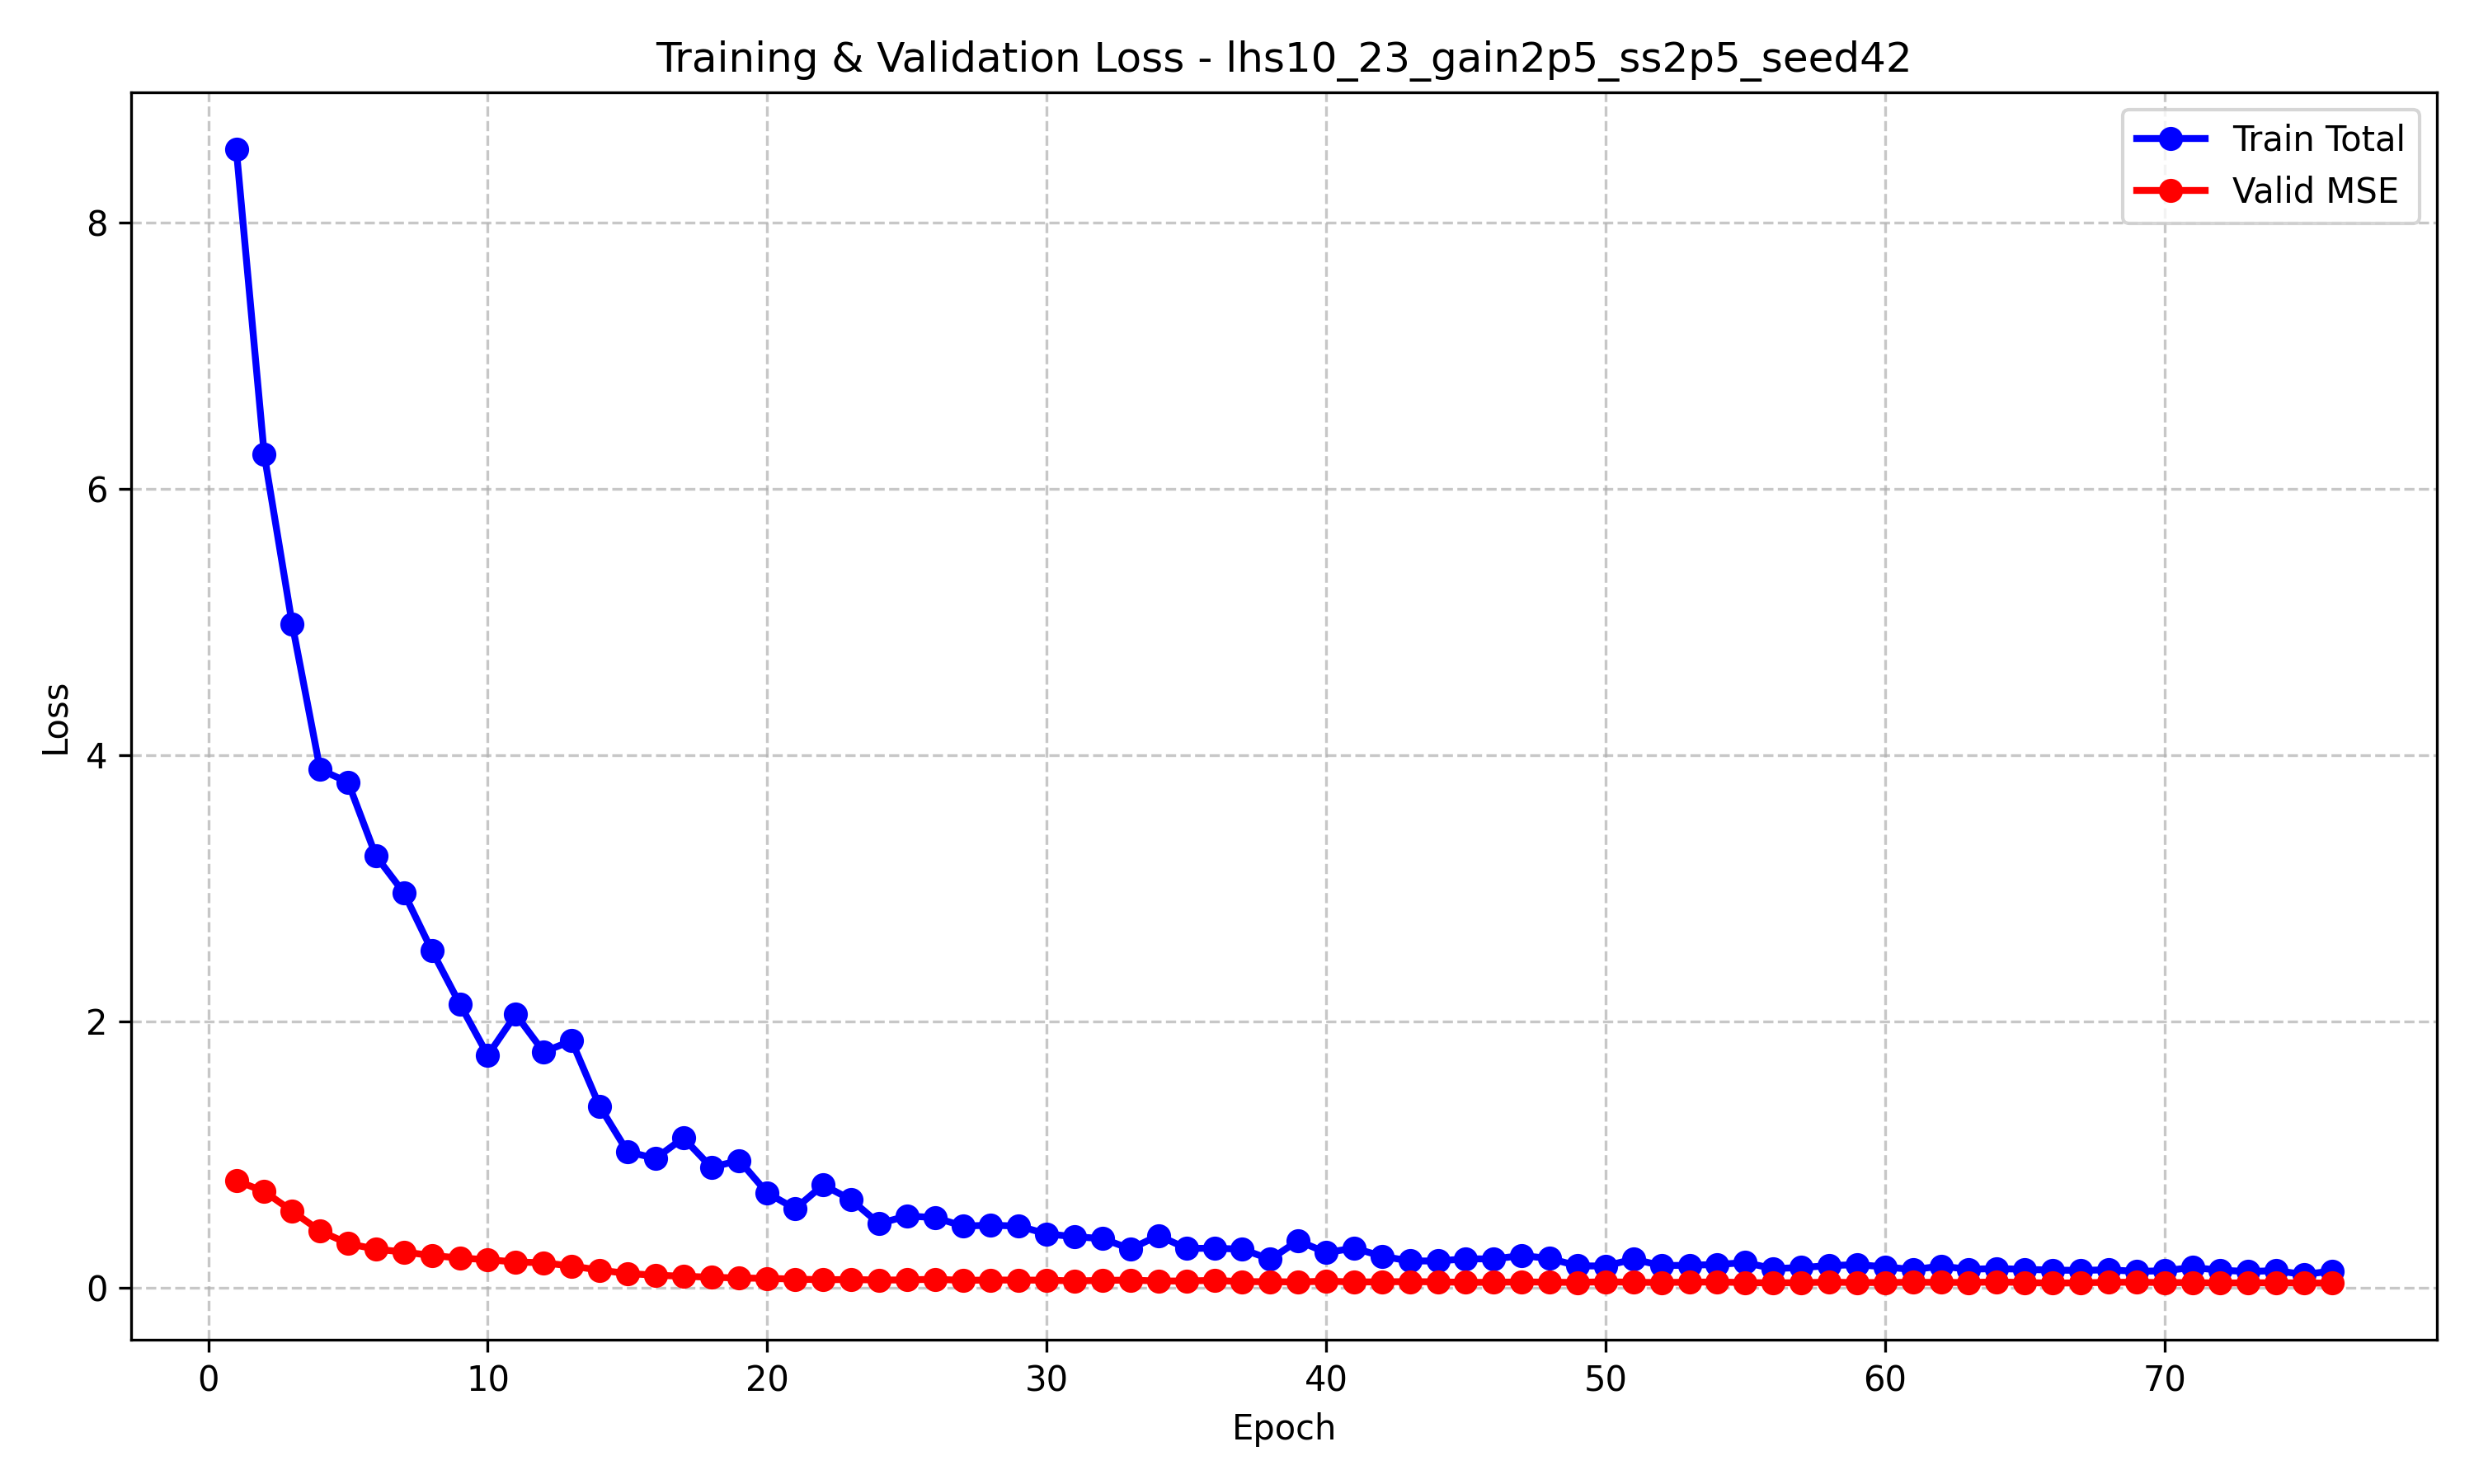 Training & Validation Loss - lhs10_23_gain2p5_ss2p5_seed42
Train Total
Valid MSE
8
6
4
2
0
Loss
0 10 20 30 40 50 60 70
Epoch